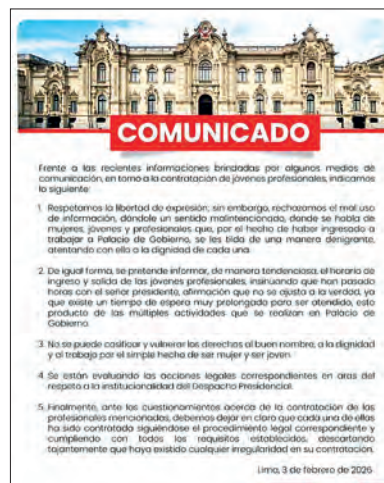 COMUNICADO
Frente a las recientes informaciones brindadas por algunos medios de
comunicación, en torno a la contratación de jóvenes profesionales, indicamos
lo siguiente:
1. Respetamos la libertad de expresión; sin embargo, rechazamos el mal uso
de información, dándole un sentido malintencionado, donde se habla de
mujeres, jóvenes y profesionales que, por el hecho de haber ingresado a
trabajar a Palacio de Gobierno, se les tilda de una manera denigrante,
atentando con ello a la dignidad de cada una.
2. De igual forma, se pretende informar, de manera tendenciosa, el horario de
ingreso y salida de las jóvenes profesionales, insinuando que han pasado
horas con el señor presidente, afirmación que no se ajusta a la verdad, ya
que existe un tiempo de espera muy prolongado para ser atendido, esto
producto de las múltiples actividades que se realizan en Palacio de
Gobierno.
3. No se puede cosificar y vulnerar los derechos al buen nombre, a la dignidad
y al trabajo por el simple hecho de ser mujer y ser joven.
4. Se están evaluando las acciones legales correspondientes en aras del
respeto a la institucionalidad del Despacho Presidencial.
5. Finalmente, ante los cuestionamientos acerca de la contratación de las
profesionales mencionadas, debemos dejar en claro que cada una de ellas
ha sido contratada siguiéndose el procedimiento legal correspondiente y
cumpliendo con todos los requisitos establecidos, descartando
tajantemente que haya existido cualquier irregularidad en su contratación.
Lima, 3 de febrero de 2026